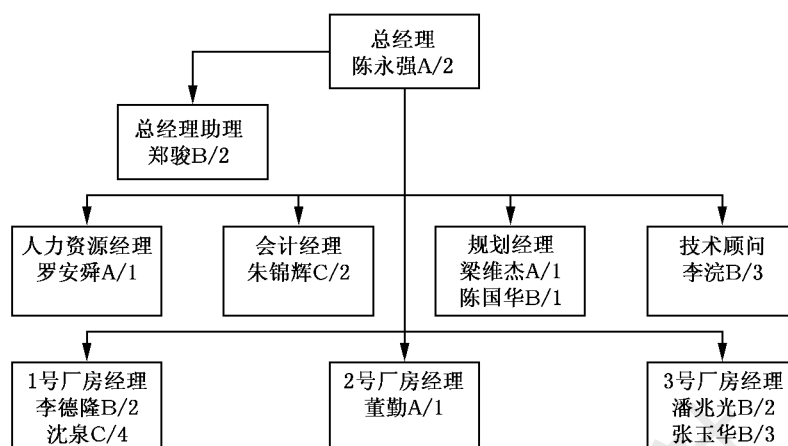 总经理
陈永强A/2
总经理助理
郑骏B/2
人力资源经理
罗安舜A/1
会计经理
朱锦辉C/2
规划经理
梁维杰A/1
陈国华B/1
技术顾问
李浣B/3
1号厂房经理
李德隆B/2
沈泉C/4
2号厂房经理
董勤A/1
3号厂房经理
潘兆光B/2
张玉华B/3